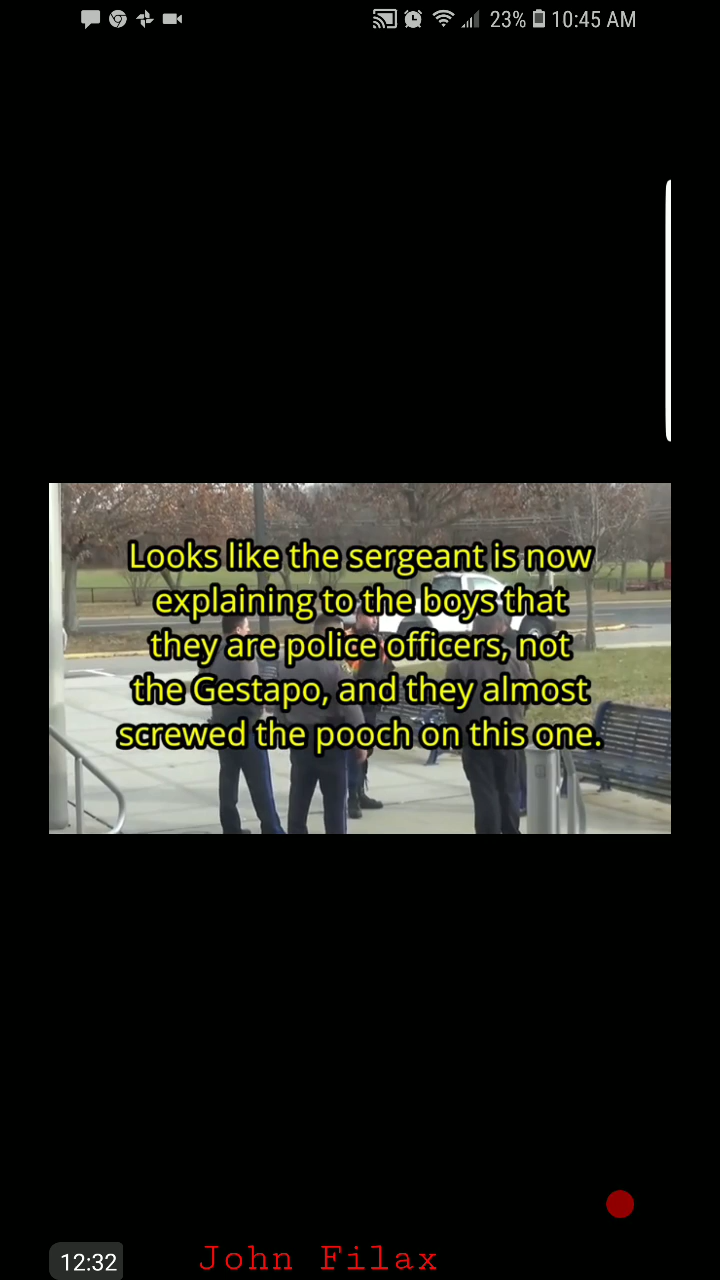 23% 10:45 AM
Looks like the sergeant is now
explaining to the boys that
they are police officers, not
the Gestapo, and they almost
screwed the pooch on this one.
12:32
John Filax